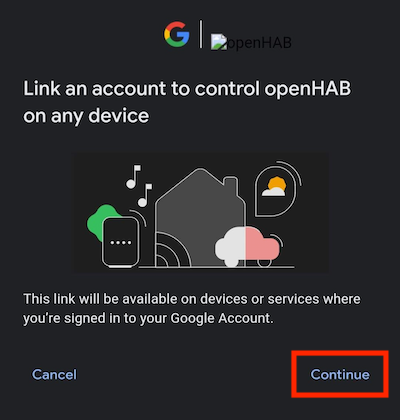 openHAB
Link an account to control openHAB
on any device
This link will be available on devices or services where
you're signed in to your Google Account.
Cancel
Continue